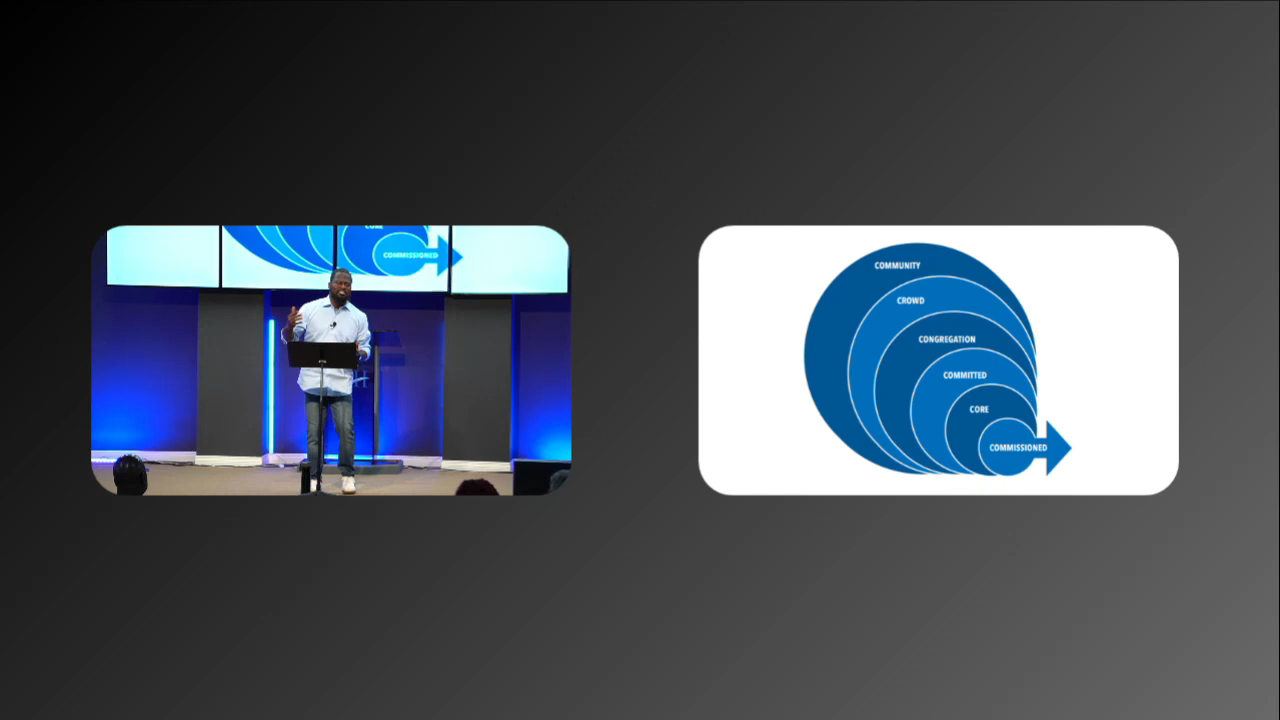 CORE
COMMISSIONED
COMMUNITY
CROWD
CONGREGATION
COMMITTED
CORE
COMMISSIONED